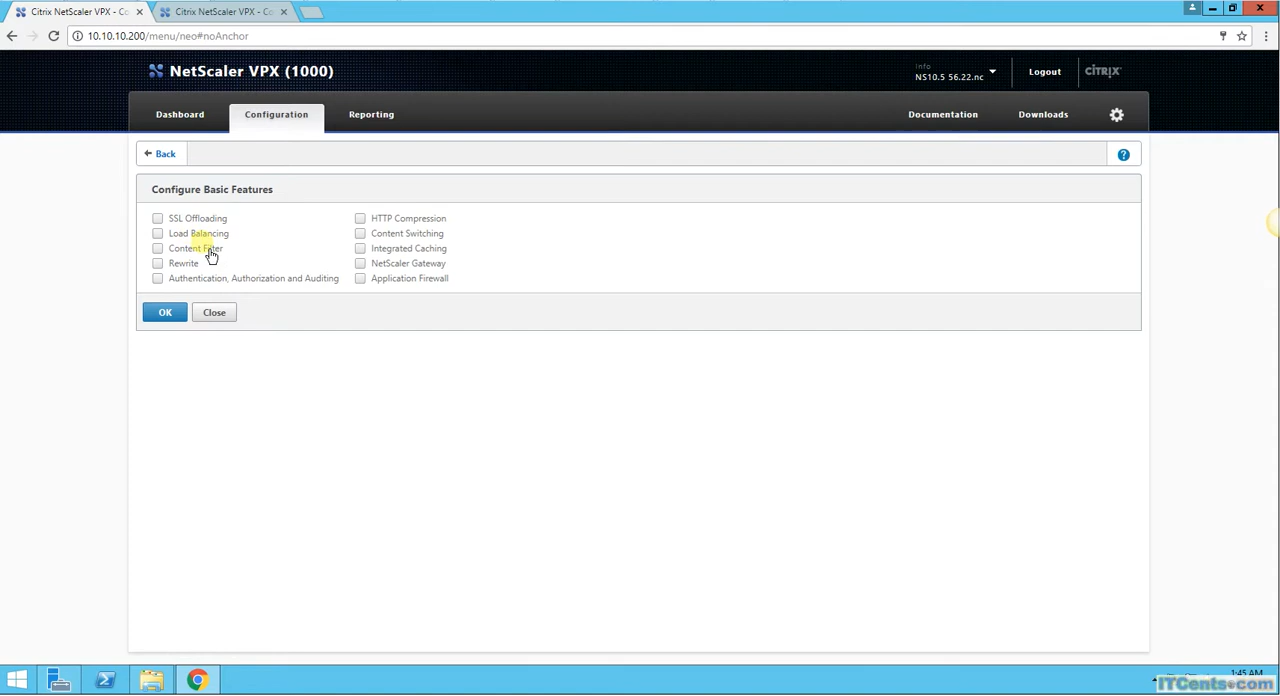 Citrix NetScaler VPX - Co
Citrix NetScaler VPX - Co
10.10.10.200/menu/neo#noAnchor
NetScaler VPX (1000)
Info
NS10.5 56.22.nc
Logout
CITRIX
Dashboard
Configuration
Reporting
Documentation
Downloads
Back
?
Configure Basic Features
SSL Offloading
HTTP Compression
Load Balancing
Content Switching
Content Filter
Integrated Caching
Rewrite
NetScaler Gateway
Authentication, Authorization and Auditing
Application Firewall
OK
Close
1:45 AM
ITCents.com